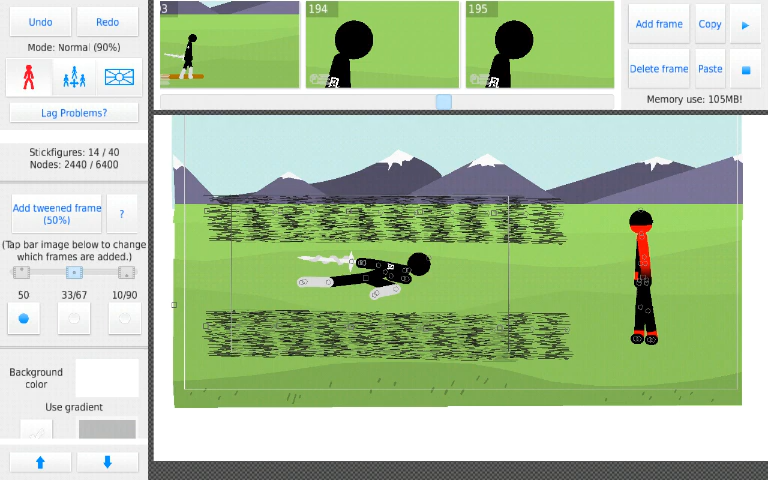 Undo
Redo
Mode: Normal (90%)
Lag Problems?
Stickfigures: 14 / 40
Nodes: 2440 / 6400
Add tweened frame
(50%)
?
(Tap bar image below to change
which frames are added.)
50
33/67
10/90
Background
color
Use gradient
3
194
195
Add frame
Copy
Delete frame
Paste
Memory use: 105MB!